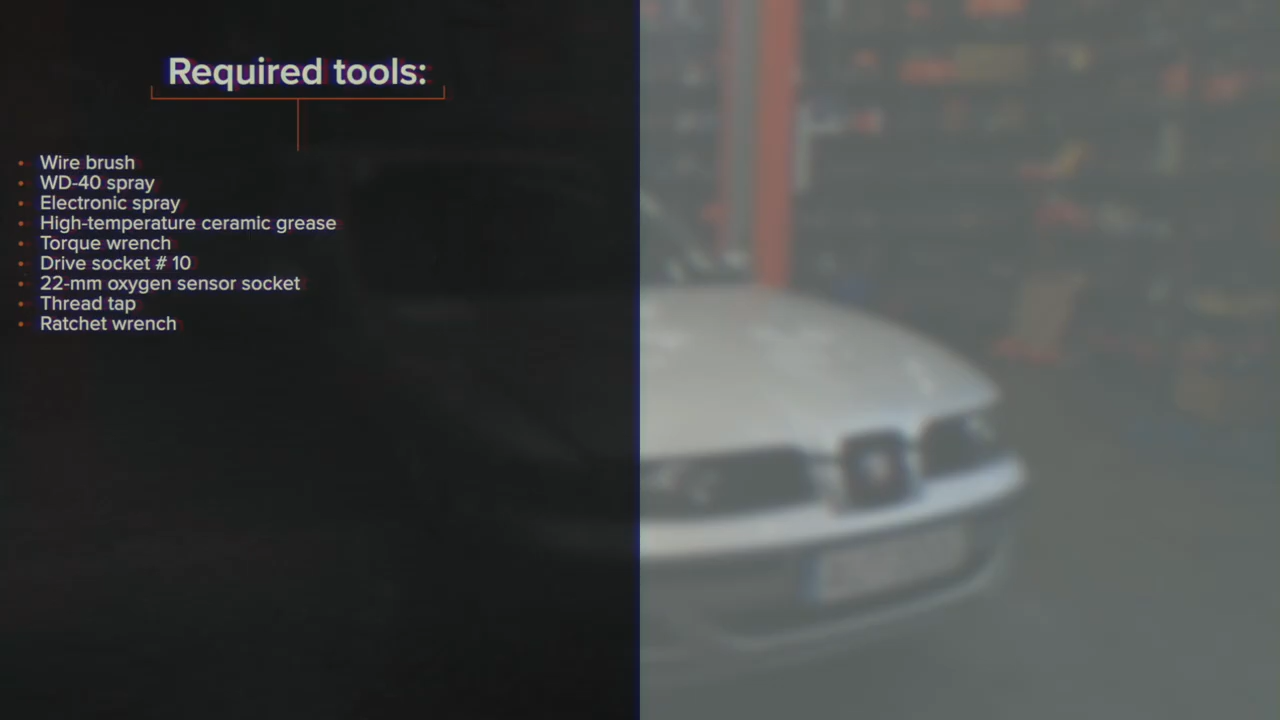 Required tools:
• Wire brush
• WD-40 spray
• Electronic spray
• High-temperature ceramic grease
• Torque wrench
• Drive socket # 10
• 22-mm oxygen sensor socket
• Thread tap
• Ratchet wrench